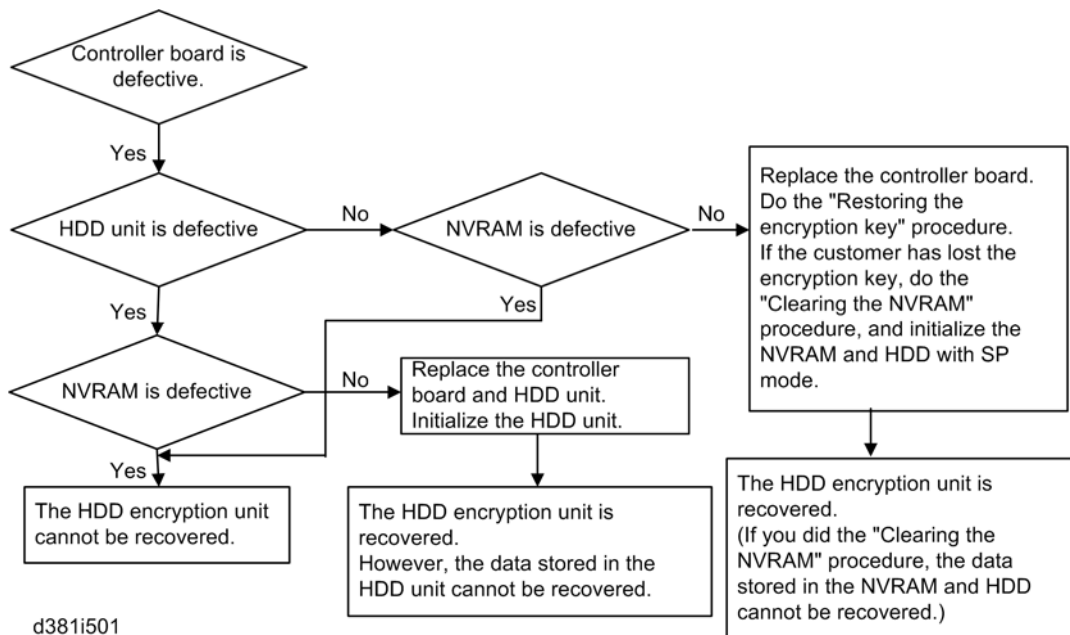 Controller board is
defective.
Yes
HDD unit is defective
No
NVRAM is defective
No
Replace the controller board.
Do the "Restoring the
encryption key" procedure.
If the customer has lost the
encryption key, do the
"Clearing the NVRAM"
procedure, and initialize the
NVRAM and HDD with SP
mode.
Yes
Yes
NVRAM is defective
No
Replace the controller
board and HDD unit.
Initialize the HDD unit.
Yes
The HDD encryption unit
cannot be recovered.
The HDD encryption unit is
recovered.
However, the data stored in the
HDD unit cannot be recovered.
The HDD encryption unit is
recovered.
(If you did the "Clearing the
NVRAM" procedure, the data
stored in the NVRAM and HDD
cannot be recovered.)
d381i501